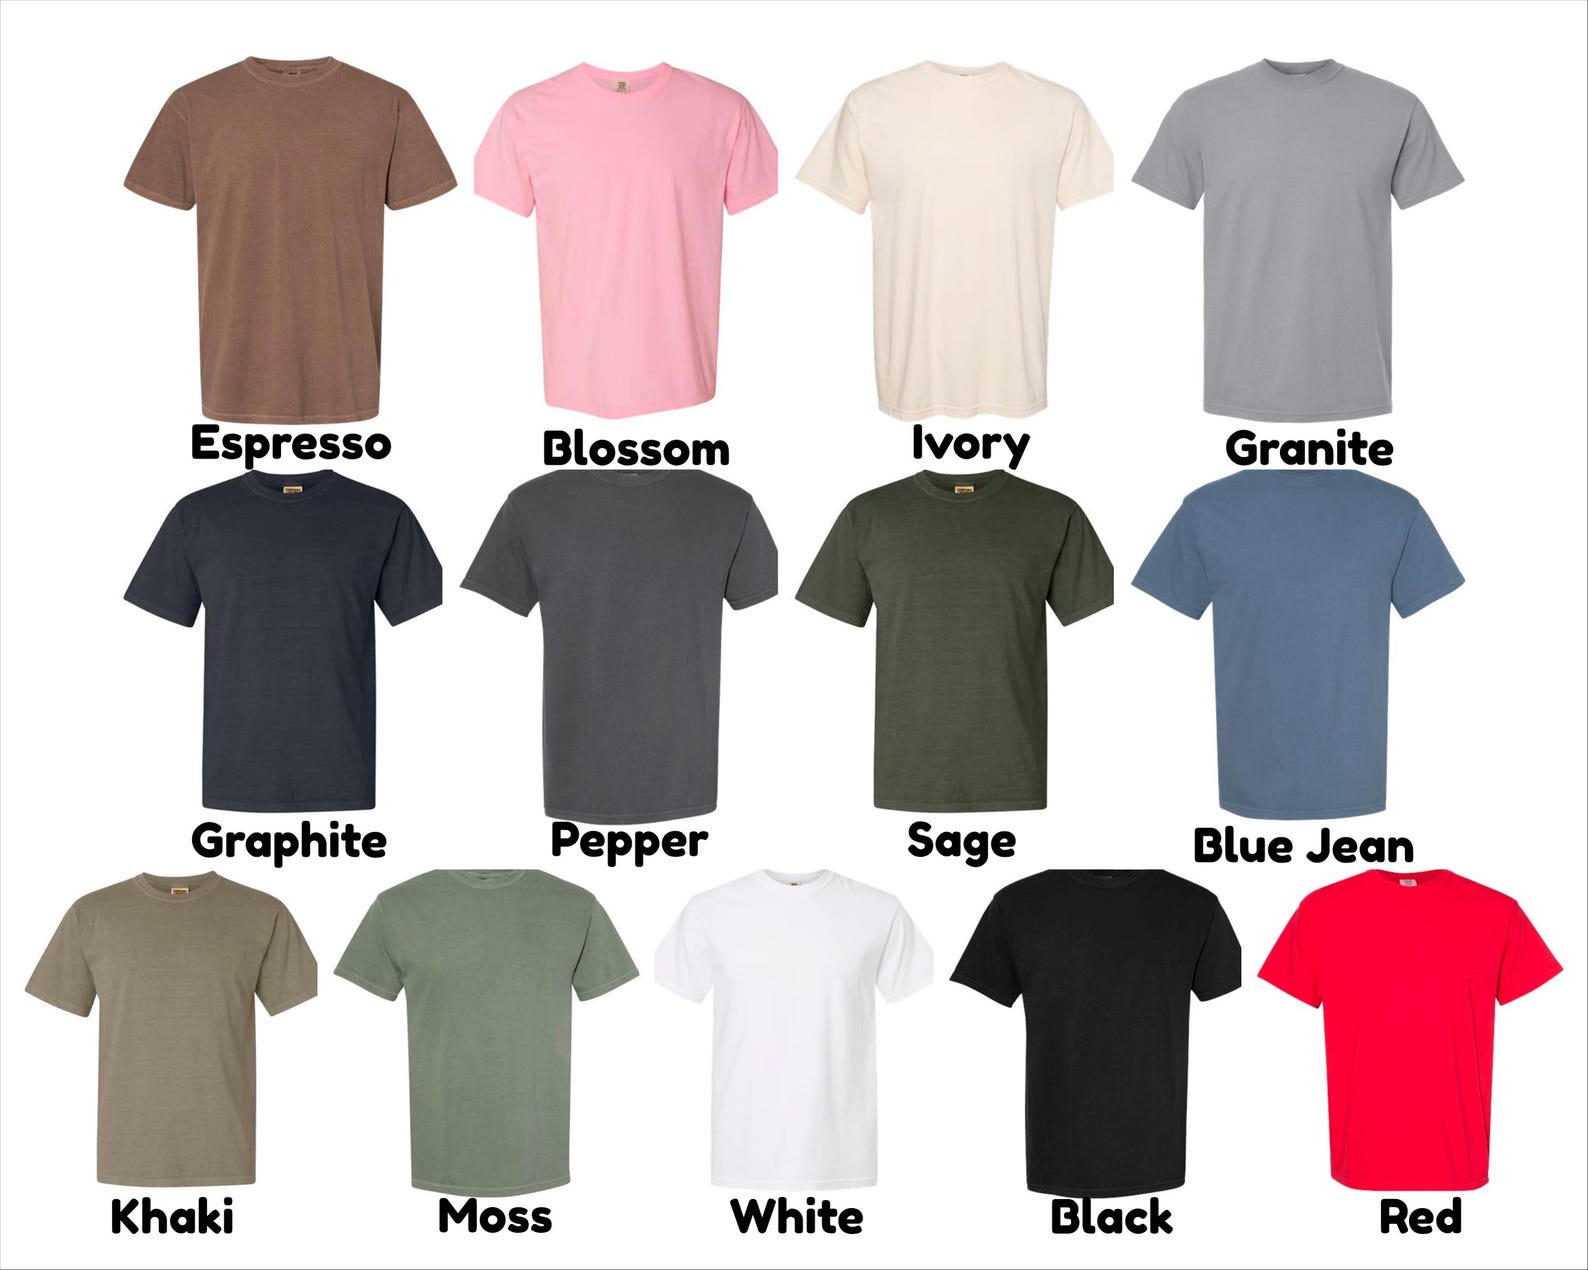 Espresso
Blossom
Ivory
Granite
Graphite
Pepper
Sage
Blue Jean
Khaki
Moss
White
Black
Red